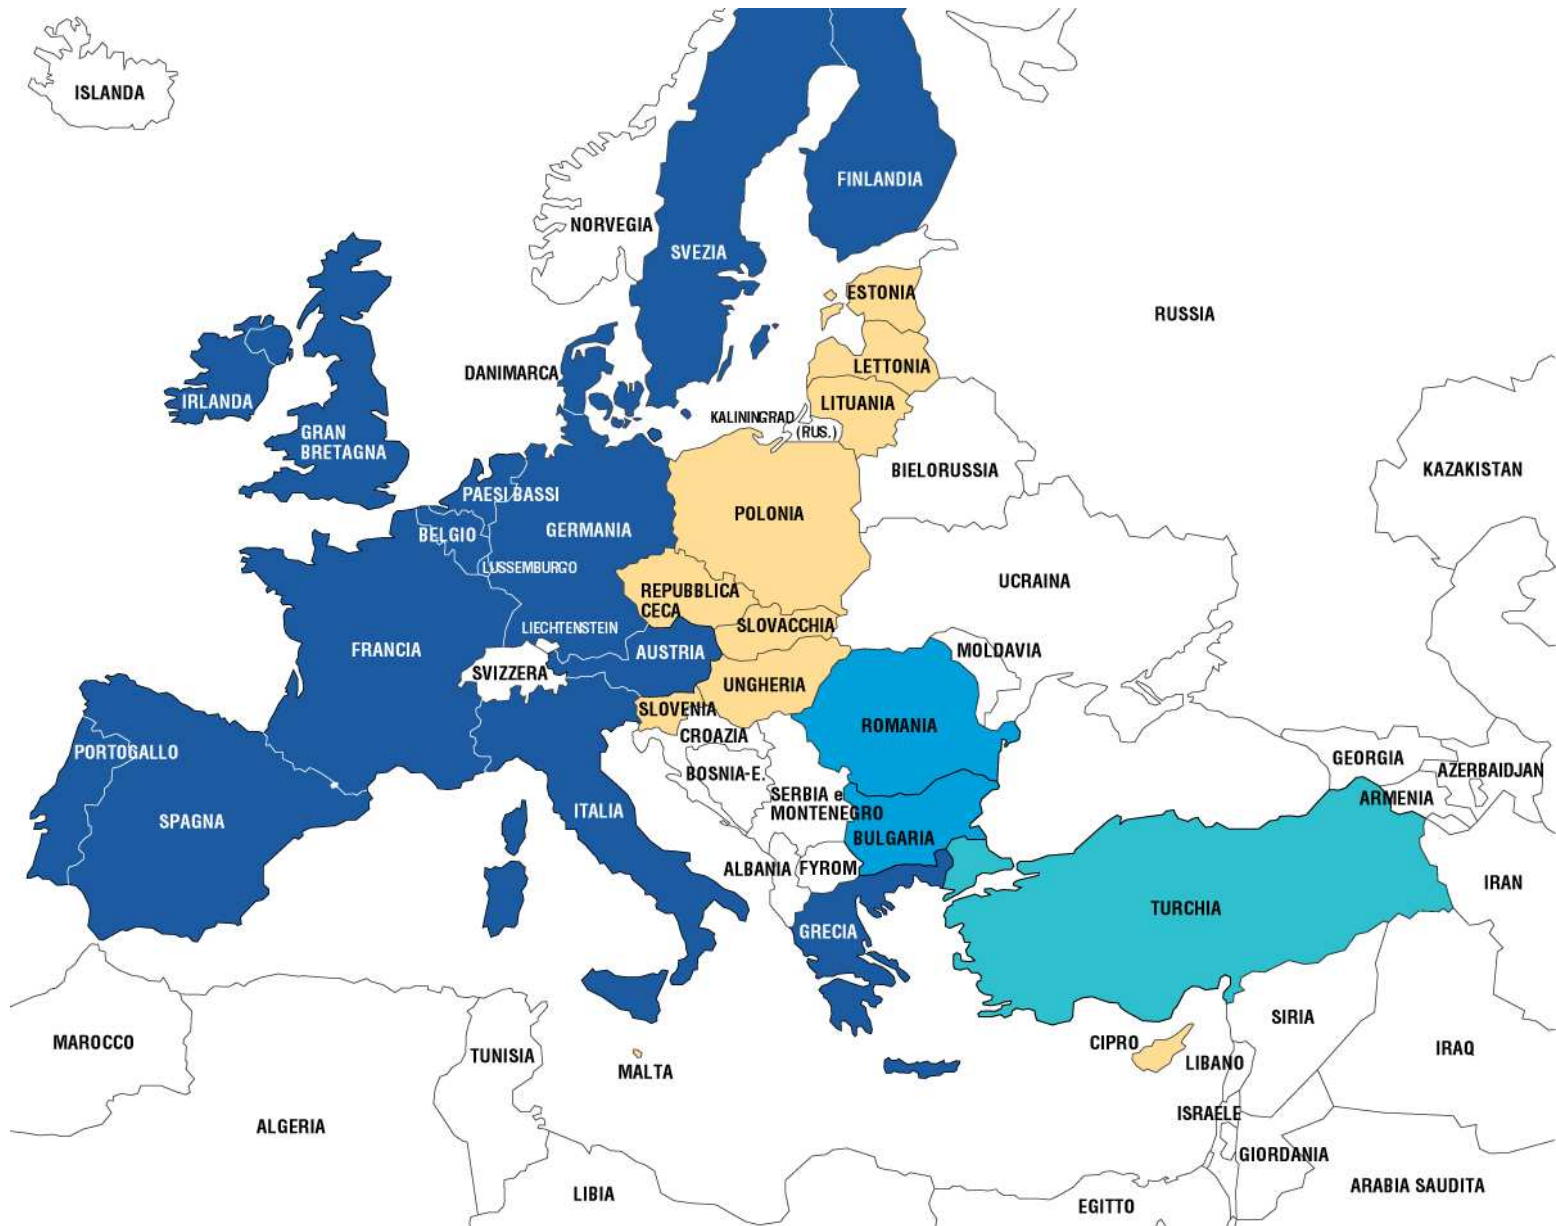 ISLANDA
FINLANDIA
NORVEGIA
SVEZIA
ESTONIA
RUSSIA
LETTONIA
DANIMARCA
IRLANDA
LITUANIA
KALININGRAD
(RUS.)
GRAN
BRETAGNA
BIELORUSSIA
KAZAKISTAN
PAESI BASSI
POLONIA
BELGIO
GERMANIA
LUSSEMBURGO
UCRAINA
REPUBBLICA
CECA
SLOVACCHIA
LIECHTENSTEIN
FRANCIA
AUSTRIA
MOLDAVIA
SVIZZERA
UNGHERIA
SLOVENIA
ROMANIA
CROAZIA
PORTOGALLO
GEORGIA
AZERBAIDJAN
BOSNIA-E.
SERBIA e
MONTENEGRO
ARMENIA
ITALIA
SPAGNA
BULGARIA
ALBANIA
FYROM
IRAN
TURCHIA
GRECIA
SIRIA
MAROCCO
CIPRO
TUNISIA
IRAQ
LIBANO
MALTA
ISRAELE
ALGERIA
GIORDANIA
ARABIA SAUDITA
LIBIA
EGITTO